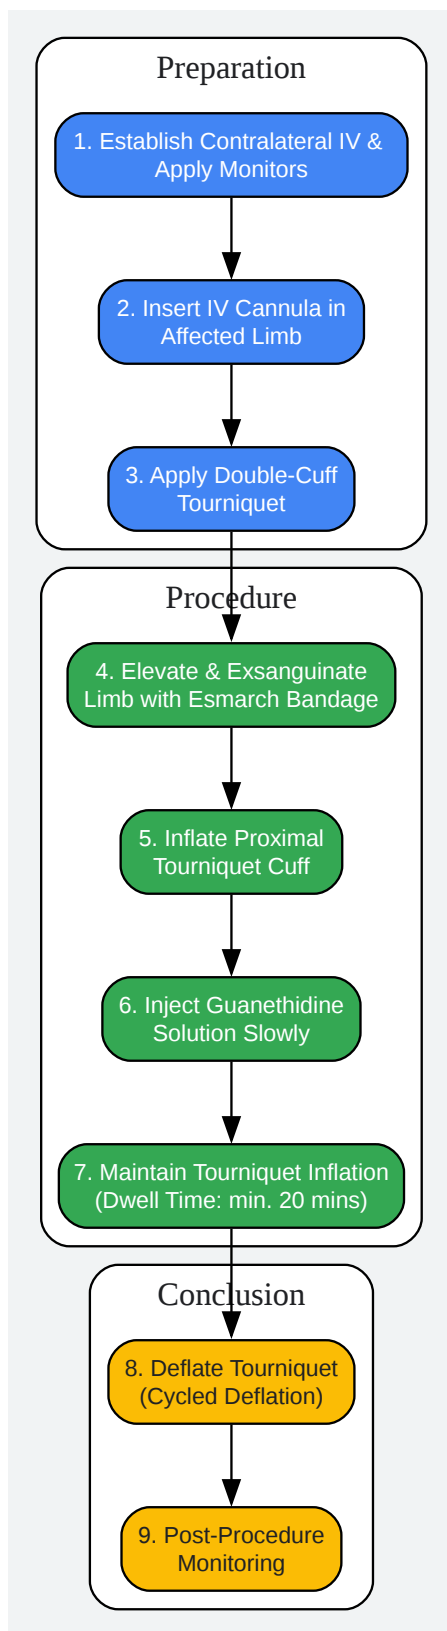 Preparation
1. Establish Contralateral IV &
Apply Monitors
2. Insert IV Cannula in
Affected Limb
3. Apply Double-Cuff
Tourniquet
Procedure
4. Elevate & Exsanguinate
Limb with Esmarch Bandage
5. Inflate Proximal
Tourniquet Cuff
6. Inject Guanethidine
Solution Slowly
7. Maintain Tourniquet Inflation
(Dwell Time: min. 20 mins)
Conclusion
8. Deflate Tourniquet
(Cycled Deflation)
9. Post-Procedure
Monitoring